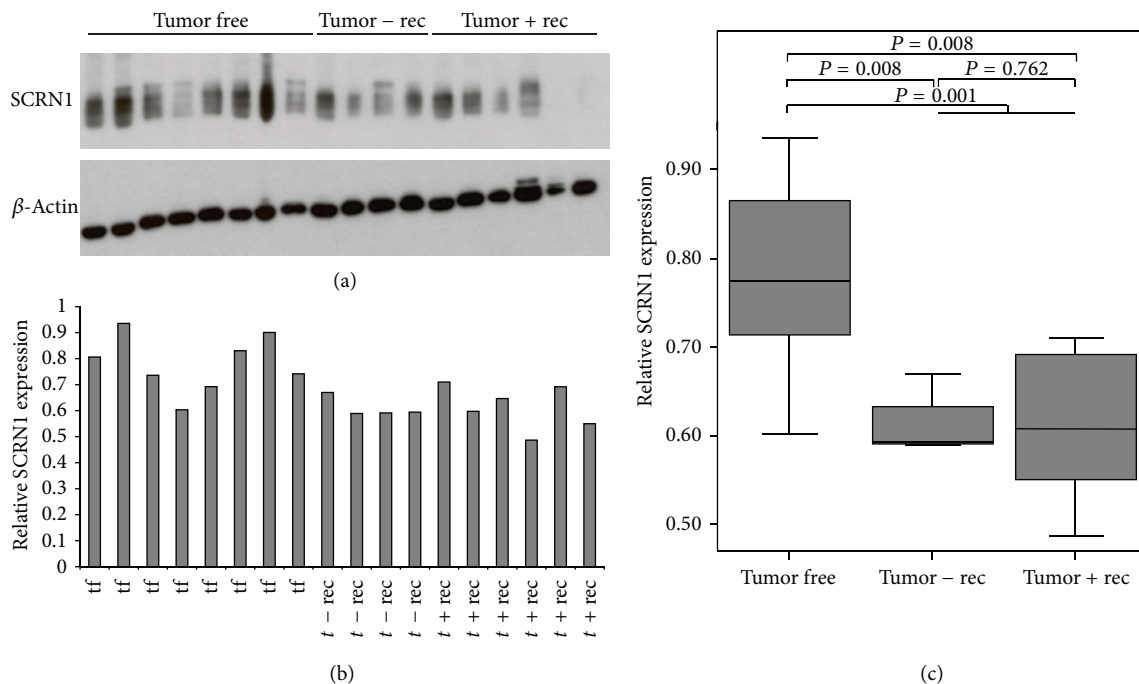 Tumor free
Tumor − rec
Tumor + rec
SCRN1
β-Actin
(a)
Relative SCRN1 expression
1
0.9
0.8
0.7
0.6
0.5
0.4
0.3
0.2
0.1
0
tf
tf
tf
tf
tf
tf
tf
tf
t − rec
t − rec
t − rec
t − rec
t + rec
t + rec
t + rec
t + rec
t + rec
t + rec
(b)
P = 0.008
P = 0.008
P = 0.762
P = 0.001
Relative SCRN1 expression
0.90
0.80
0.70
0.60
0.50
Tumor free
Tumor − rec
Tumor + rec
(c)